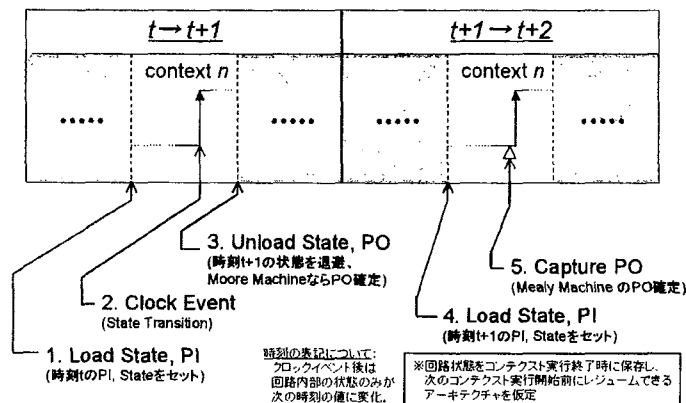 t→t+1
t+1→t+2
context n
context n
•••••
•••••
•••••
•••••
3. Unload State, PO
(時刻t+1の状態を退避、
Moore MachineならPO確定)
5. Capture PO
(Mealy Machine のPO確定)
2. Clock Event
(State Transition)
4. Load State, PI
(時刻t+1のPI, Stateをセット)
1. Load State, PI
(時刻tのPI, Stateをセット)
時刻の表記について:
クロックイベント後は
回路内部の状態のみが
次の時刻の値に変化。
※回路状態をコンテクスト実行終了時に保存し、
次のコンテクスト実行開始前にレジュームできる
アーキテクチャを仮定